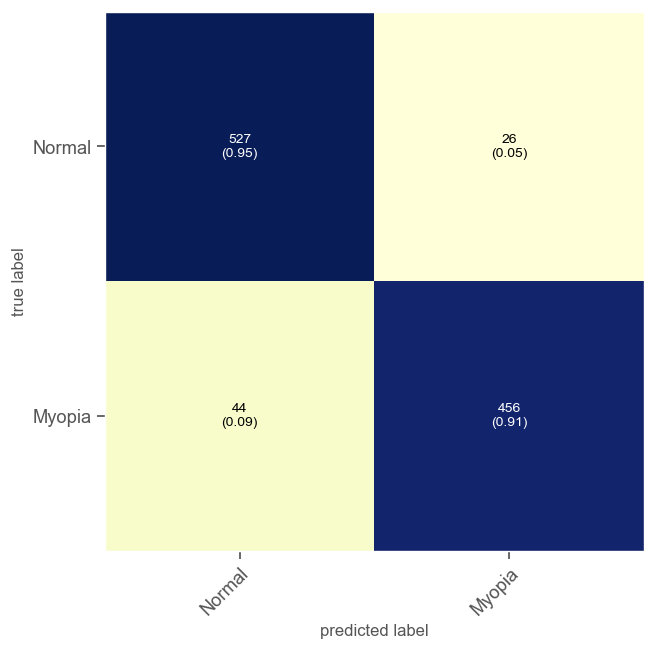 527
(0.95)
26
(0.05)
Normal
true label
44
(0.09)
456
(0.91)
Myopia
Normal
Myopia
predicted label